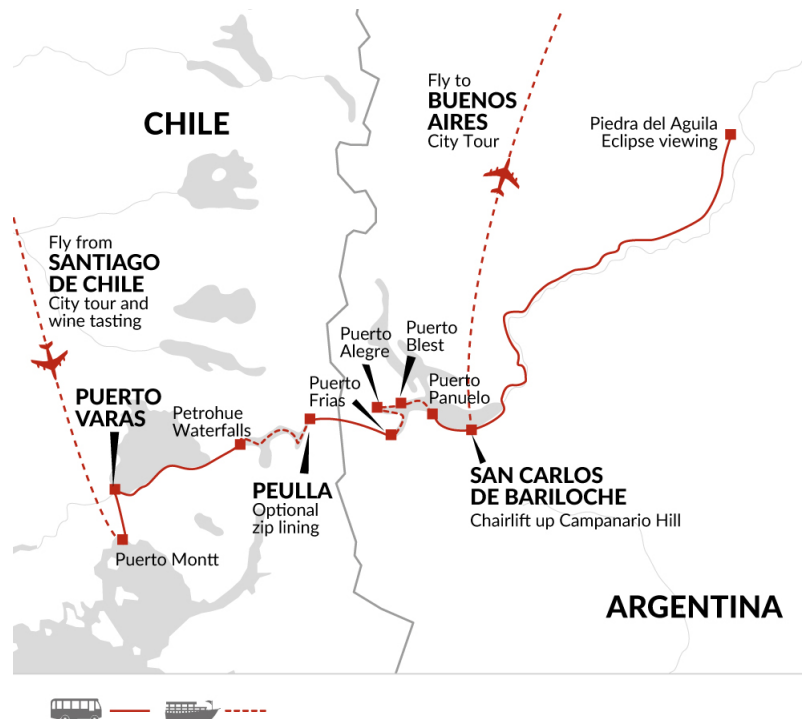 CHILE
Fly to
BUENOS
AIRES
City Tour
Piedra del Aguila
Eclipse viewing
Fly from
SANTIAGO
DE CHILE
City tour and
wine tasting
Puerto
Alegre
Puerto
Blest
Puerto
Frias
Puerto
Panuelo
PUERTO
VARAS
Petrohue
Waterfalls
PEULLA
Optional
zip lining
SAN CARLOS
DE BARILOCHE
Chairlift up Campanario Hill
Puerto Montt
ARGENTINA